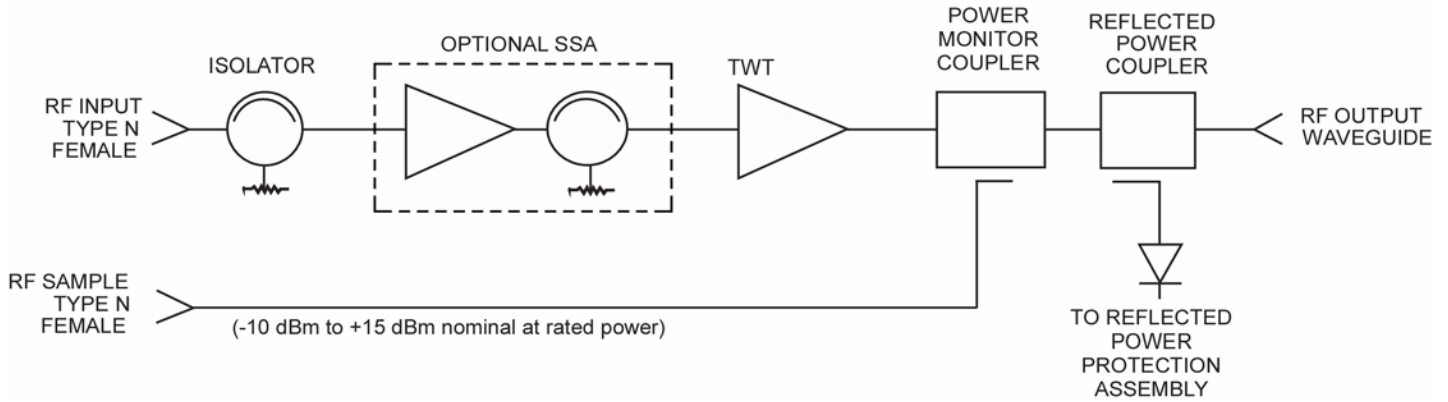 POWER
MONITOR
COUPLER
REFLECTED
POWER
COUPLER
OPTIONAL SSA
ISOLATOR
TWT
RF INPUT
TYPE N
FEMALE
RF OUTPUT
WAVEGUIDE
RF SAMPLE
TYPE N
FEMALE
(-10 dBm to +15 dBm nominal at rated power)
TO REFLECTED
POWER
PROTECTION
ASSEMBLY